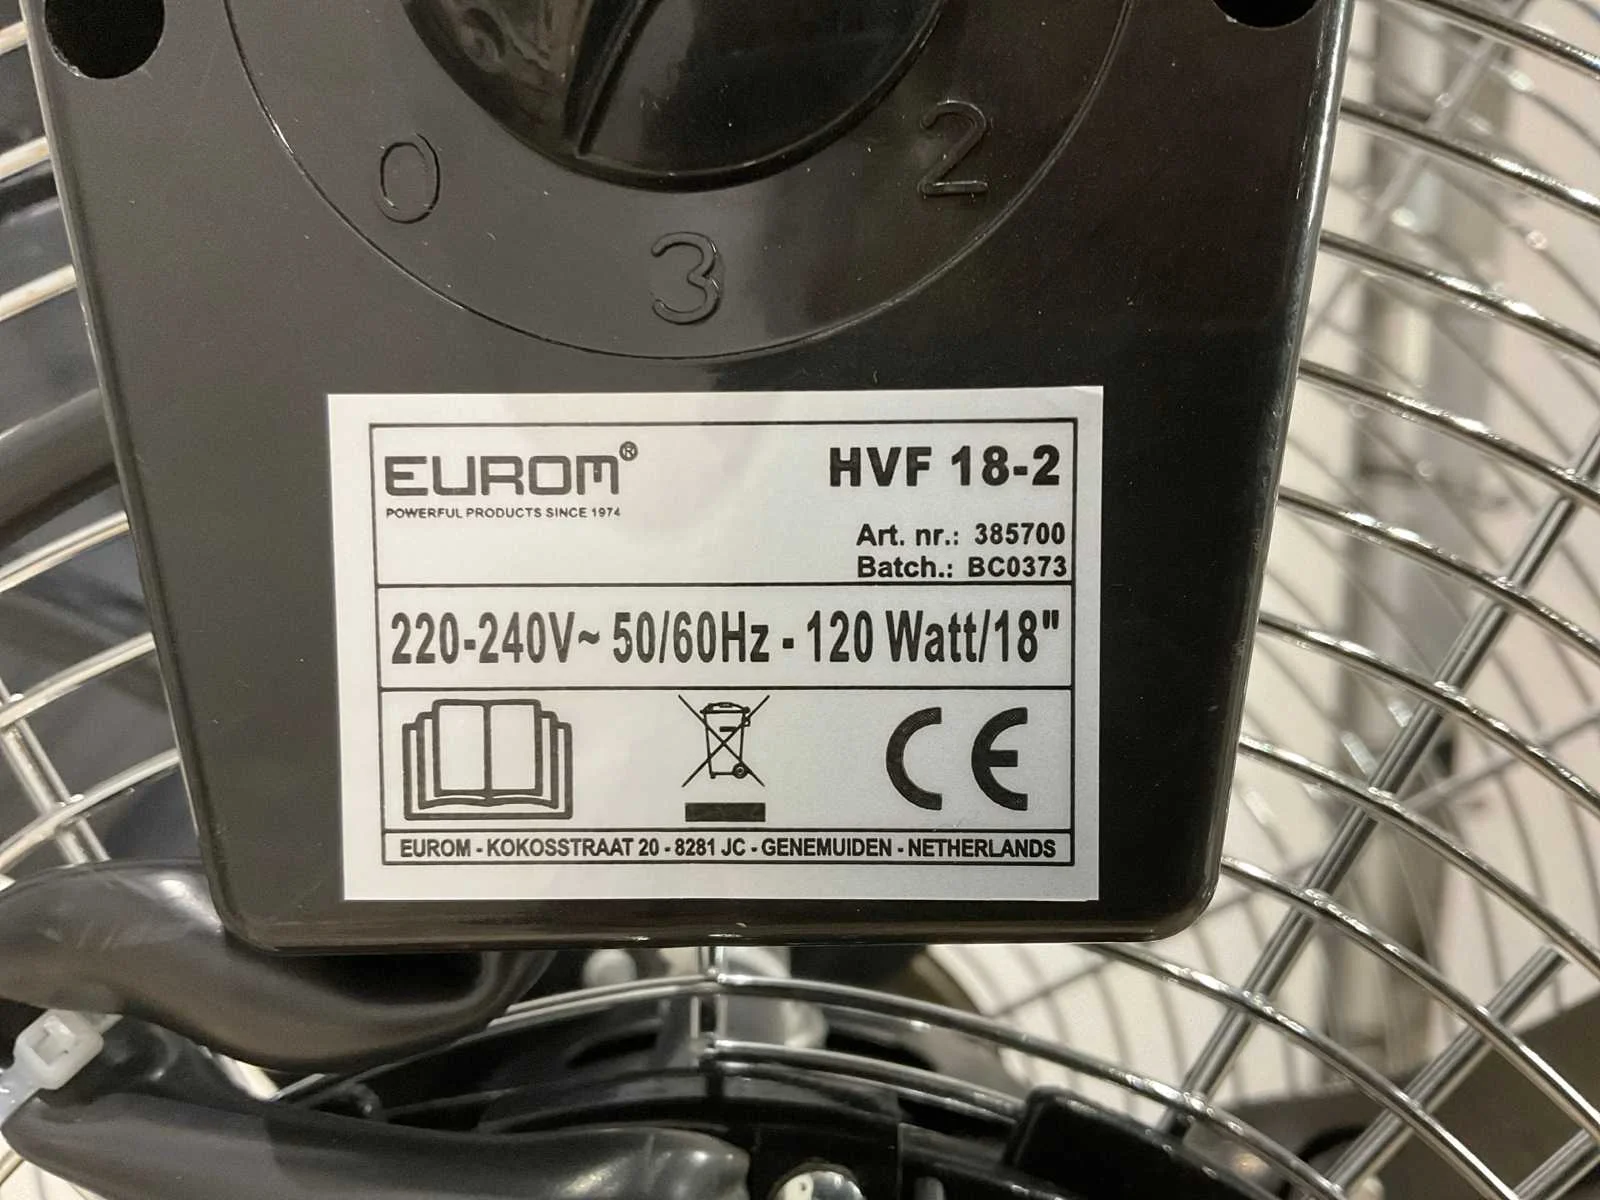 0
2
3
EUROM®
POWERFUL PRODUCTS SINCE 1974
HVF 18-2
Art. nr.: 385700
Batch.: BC0373
220-240V~ 50/60Hz - 120 Watt/18"
CE
EUROM - KOKOSSTRAAT 20 - 8281 JC - GENEMUIDEN - NETHERLANDS